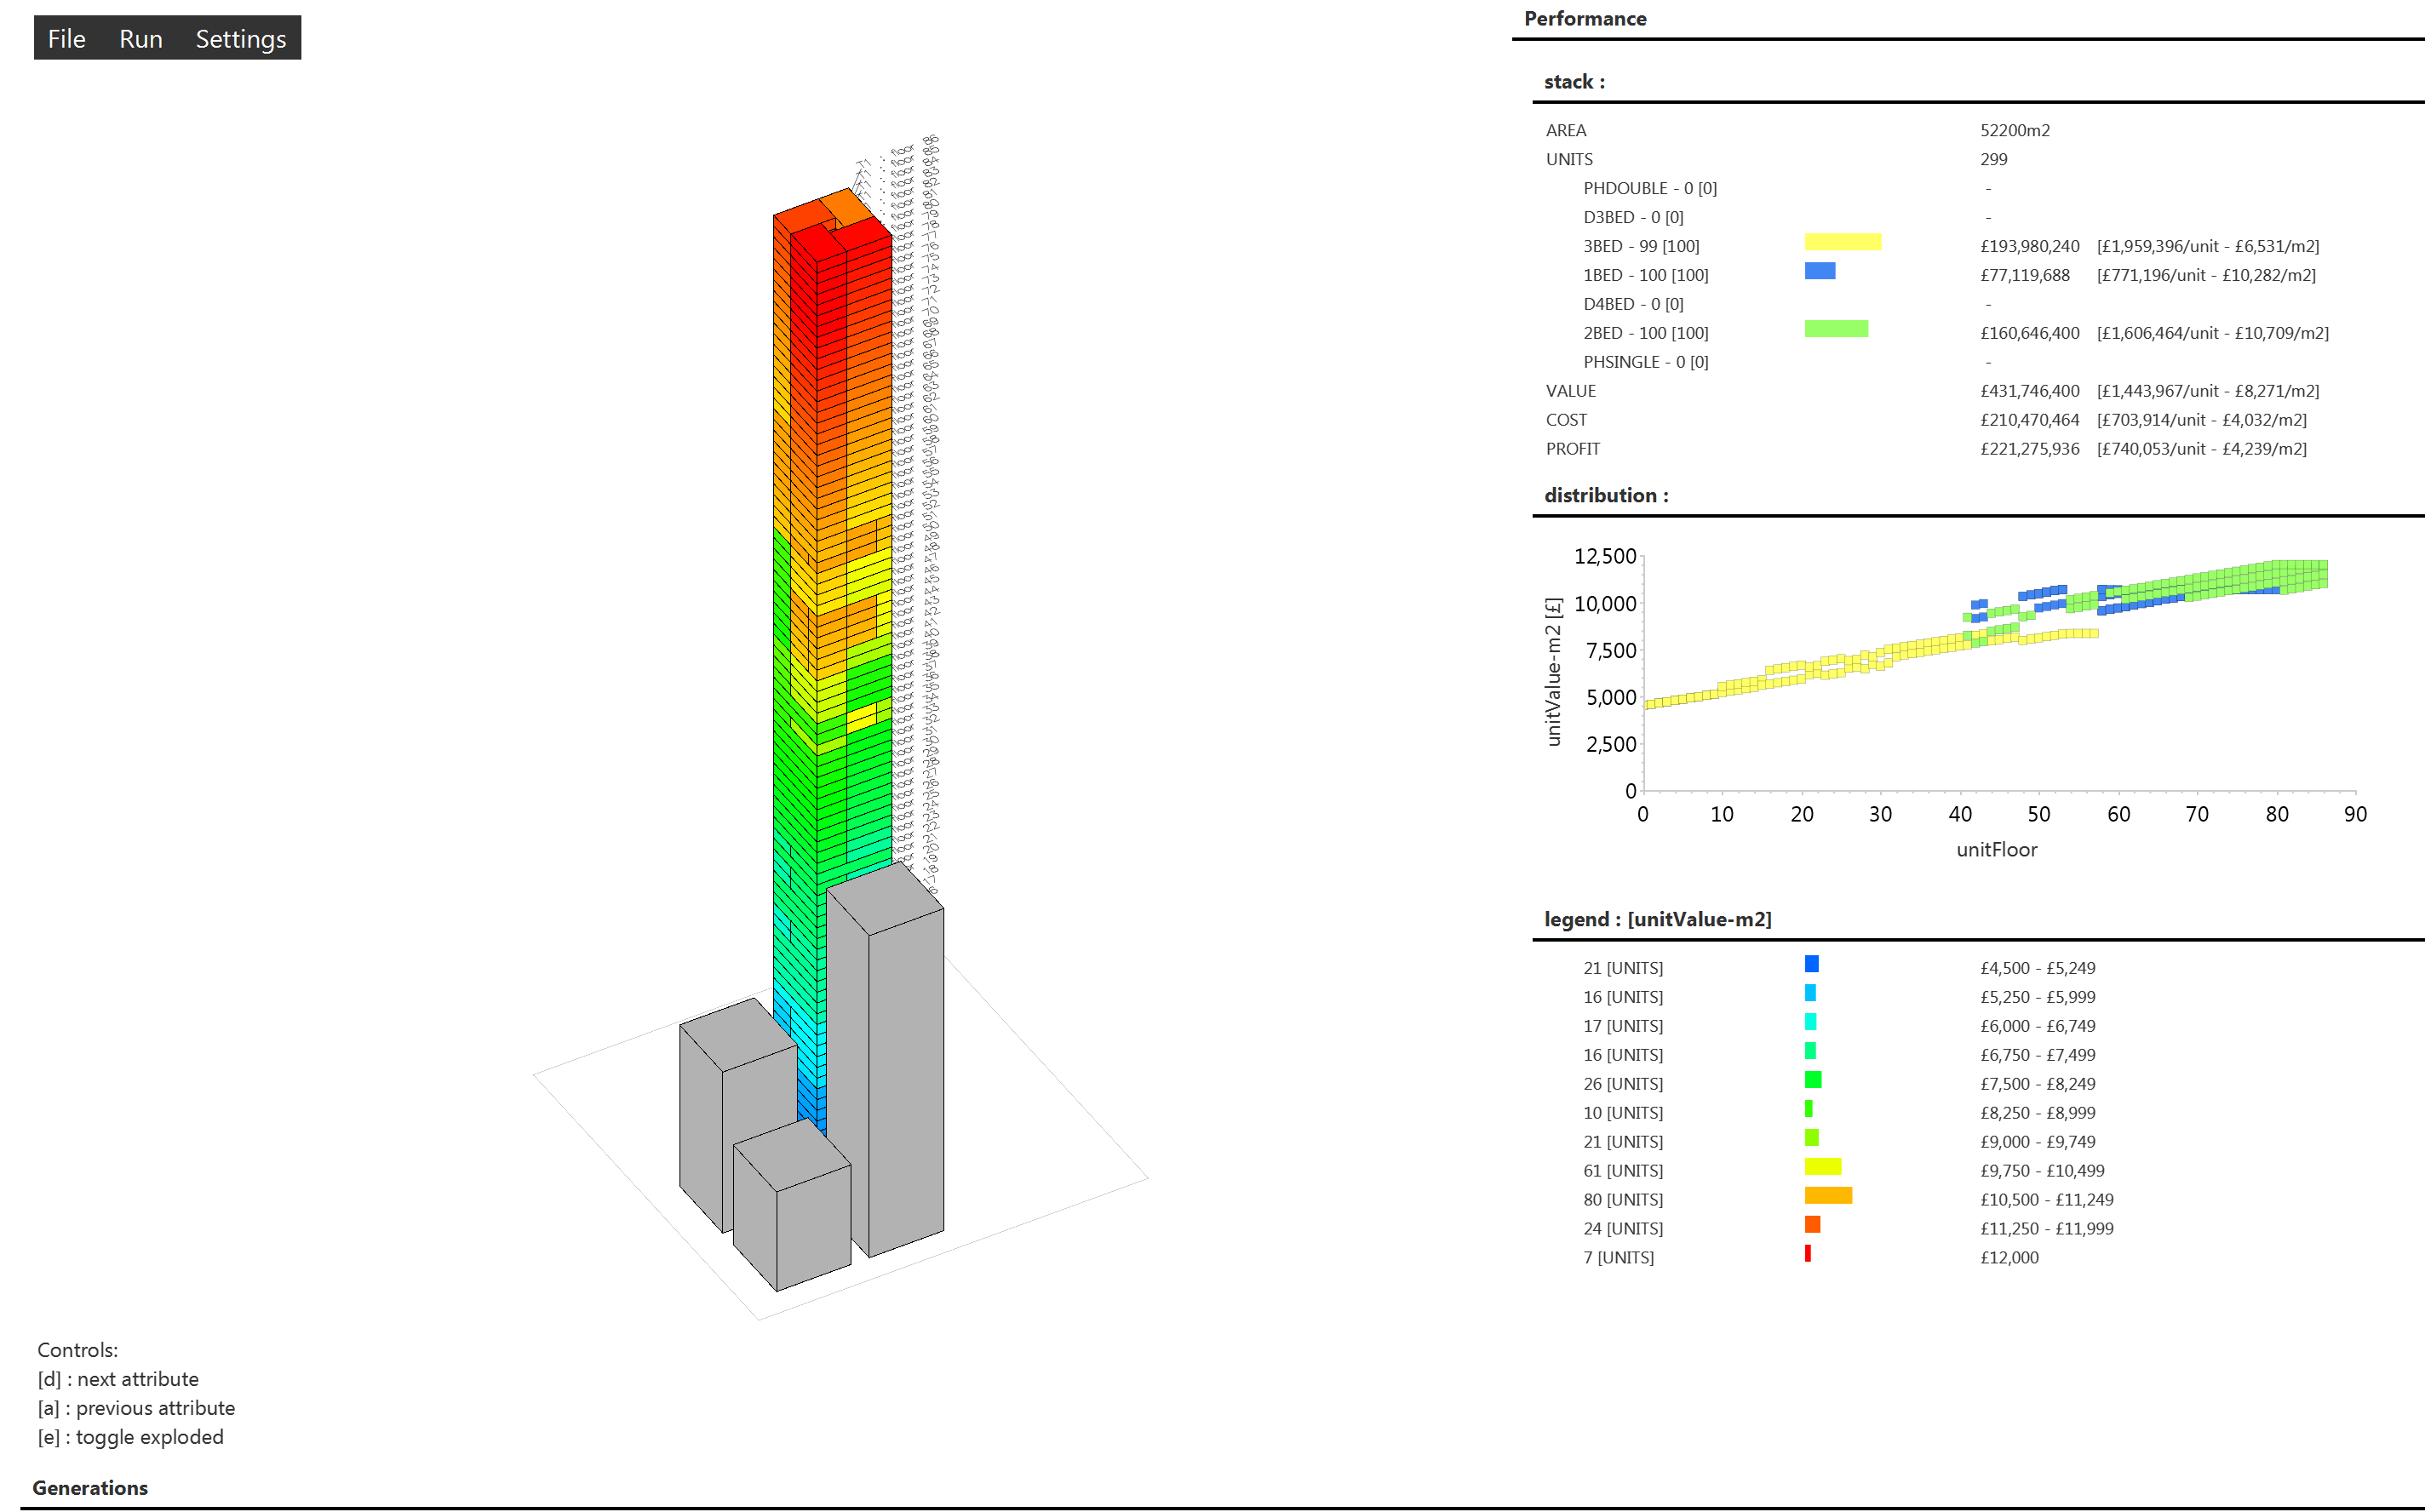 File Run Settings
Performance
stack :
AREA 52200m2
UNITS 299
PHDOUBLE - 0 [0] -
D3BED - 0 [0] -
3BED - 99 [100] £193,980,240 [£1,959,396/unit - £6,531/m2]
1BED - 100 [100] £77,119,688 [£771,196/unit - £10,282/m2]
D4BED - 0 [0] -
2BED - 100 [100] £160,646,400 [£1,606,464/unit - £10,709/m2]
PHSINGLE - 0 [0] -
VALUE £431,746,400 [£1,443,967/unit - £8,271/m2]
COST £210,470,464 [£703,914/unit - £4,032/m2]
PROFIT £221,275,936 [£740,053/unit - £4,239/m2]
distribution :
12,500
10,000
7,500
5,000
2,500
0
unitValue-m2 [£]
0 10 20 30 40 50 60 70 80 90
unitFloor
legend : [unitValue-m2]
21 [UNITS] £4,500 - £5,249
16 [UNITS] £5,250 - £5,999
17 [UNITS] £6,000 - £6,749
16 [UNITS] £6,750 - £7,499
26 [UNITS] £7,500 - £8,249
10 [UNITS] £8,250 - £8,999
21 [UNITS] £9,000 - £9,749
61 [UNITS] £9,750 - £10,499
80 [UNITS] £10,500 - £11,249
24 [UNITS] £11,250 - £11,999
7 [UNITS] £12,000
Controls:
[d] : next attribute
[a] : previous attribute
[e] : toggle exploded
Generations